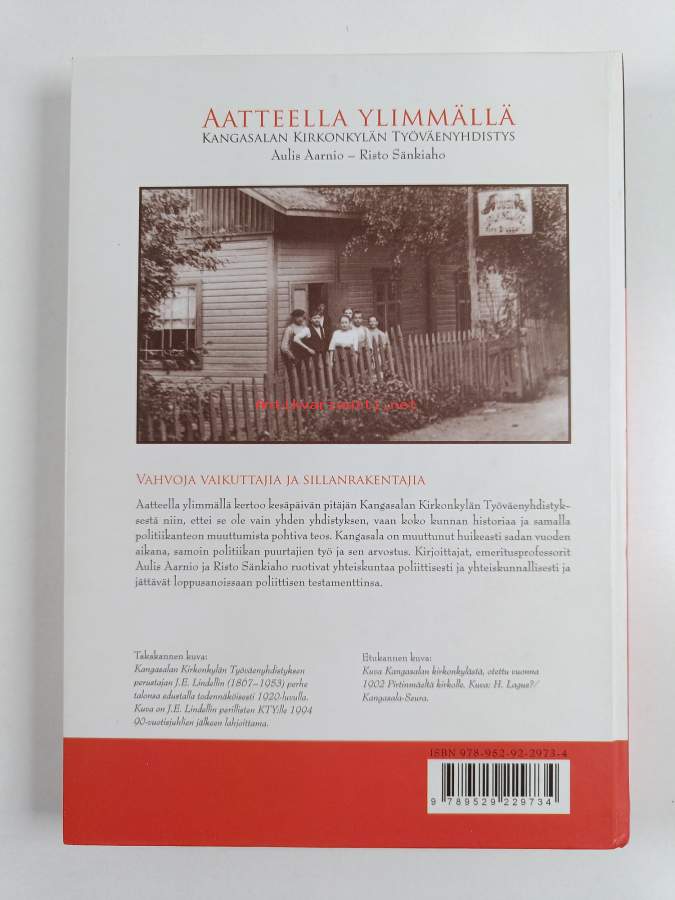 AATTEELLA YLIMMÄLLÄ
KANGASALAN KIRKONKYLÄN TYÖVÄENYHDISTYS
Aulis Aarnio – Risto Sänkiaho
antikvariaatti.net
VAHVOJA VAIKUTTAJIA JA SILLANRAKENTAJIA
Aatteella ylimmällä kertoo kesäpäivän pitäjän Kangasalan Kirkonkylän Työväenyhdistyk-
sestä niin, ettei se ole vain yhden yhdistyksen, vaan koko kunnan historiaa ja samalla
politiikanteon muuttumista pohtiva teos. Kangasala on muuttunut huikeasti sadan vuoden
aikana, samoin politiikan puurtajien työ ja sen arvostus. Kirjoittajat, emeritusprofessorit
Aulis Aarnio ja Risto Sänkiaho ruotivat yhteiskuntaa poliittisesti ja yhteiskunnallisesti ja
jättävät loppusanoissaan poliittisen testamenttinsa.
Takakannen kuva:
Kangasalan Kirkonkylän Työväenyhdistyksen
perustajan J.E. Lindellin (1867–1953) perhe
talonsa edustalla todennäköisesti 1920-luvulla.
Kuva on J.E. Lindellin perillisten KTY:lle 1994
90-vuotisjuhlien jälkeen lahjoittama.
Etukannen kuva:
Kuva Kangasalan kirkonkylästä, otettu vuonna
1902 Pirtinmäeltä kirkolle. Kuva: H. Lagus?/
Kangasala-Seura.
ISBN 978-952-92-2973-4
9 789529 229734